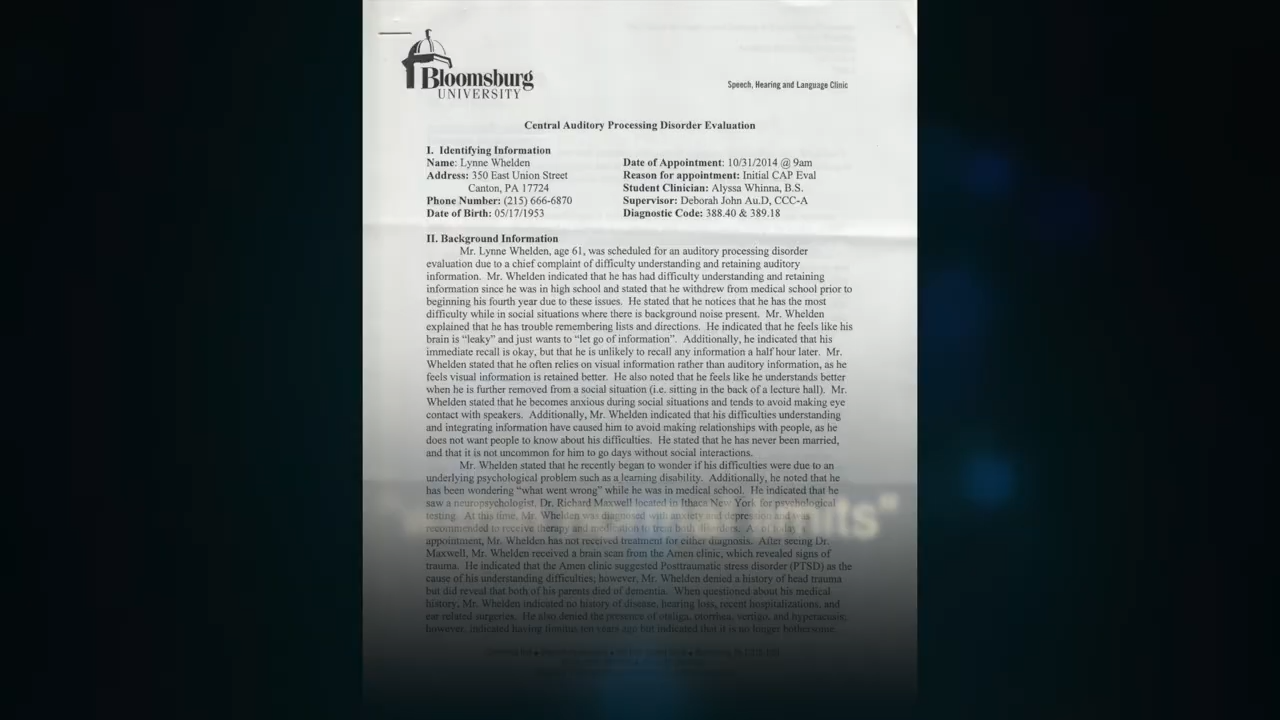 Bloomsburg
UNIVERSITY
Speech, Hearing and Language Clinic
Central Auditory Processing Disorder Evaluation
I. Identifying Information
Name: Lynne Whelden
Date of Appointment: 10/31/2014 @ 9am
Address: 350 East Union Street
Reason for appointment: Initial CAP Eval
Canton, PA 17724
Student Clinician: Alyssa Whinna, B.S.
Phone Number: (215) 666-6870
Supervisor: Deborah John Au.D, CCC-A
Date of Birth: 05/17/1953
Diagnostic Code: 388.40 & 389.18
II. Background Information
Mr. Lynne Whelden, age 61, was scheduled for an auditory processing disorder
evaluation due to a chief complaint of difficulty understanding and retaining auditory
information. Mr. Whelden indicated that he has had difficulty understanding and retaining
information since he was in high school and stated that he withdrew from medical school prior to
beginning his fourth year due to these issues. He stated that he notices that he has the most
difficulty while in social situations where there is background noise present. Mr. Whelden
explained that he has trouble remembering lists and directions. He indicated that he feels like his
brain is "leaky" and just wants to "let go of information". Additionally, he indicated that his
immediate recall is okay, but that he is unlikely to recall any information a half hour later. Mr.
Whelden stated that he often relies on visual information rather than auditory information, as he
feels visual information is retained better. He also noted that he feels like he understands better
when he is further removed from a social situation (i.e. sitting in the back of a lecture hall). Mr.
Whelden stated that he becomes anxious during social situations and tends to avoid making eye
contact with speakers. Additionally, Mr. Whelden indicated that his difficulties understanding
and integrating information have caused him to avoid making relationships with people, as he
does not want people to know about his difficulties. He stated that he has never been married,
and that it is not uncommon for him to go days without social interactions.
Mr. Whelden stated that he recently began to wonder if his difficulties were due to an
underlying psychological problem such as a learning disability. Additionally, he noted that he
has been wondering "what went wrong" while he was in medical school. He indicated that he
saw a neuropsychologist, Dr. Richard Maxwell located in Ithaca New York for psychological
testing. At this time, Mr. Whelden was diagnosed with anxiety and depression and was
recommended to receive therapy and medication to treat both disorders. As of today
appointment, Mr. Whelden has not received treatment for either diagnosis. After seeing Dr.
Maxwell, Mr. Whelden received a brain scan from the Amen clinic, which revealed signs of
trauma. He indicated that the Amen clinic suggested Posttraumatic stress disorder (PTSD) as the
cause of his understanding difficulties; however, Mr. Whelden denied a history of head trauma
but did reveal that both of his parents died of dementia. When questioned about his medical
history, Mr. Whelden indicated no history of disease, hearing loss, recent hospitalizations, and
ear related surgeries. He also denied the presence of otalgia, otorrhea, vertigo, and hyperacusis;
however, indicated having tinnitus ten years ago but indicated that it is no longer bothersome.